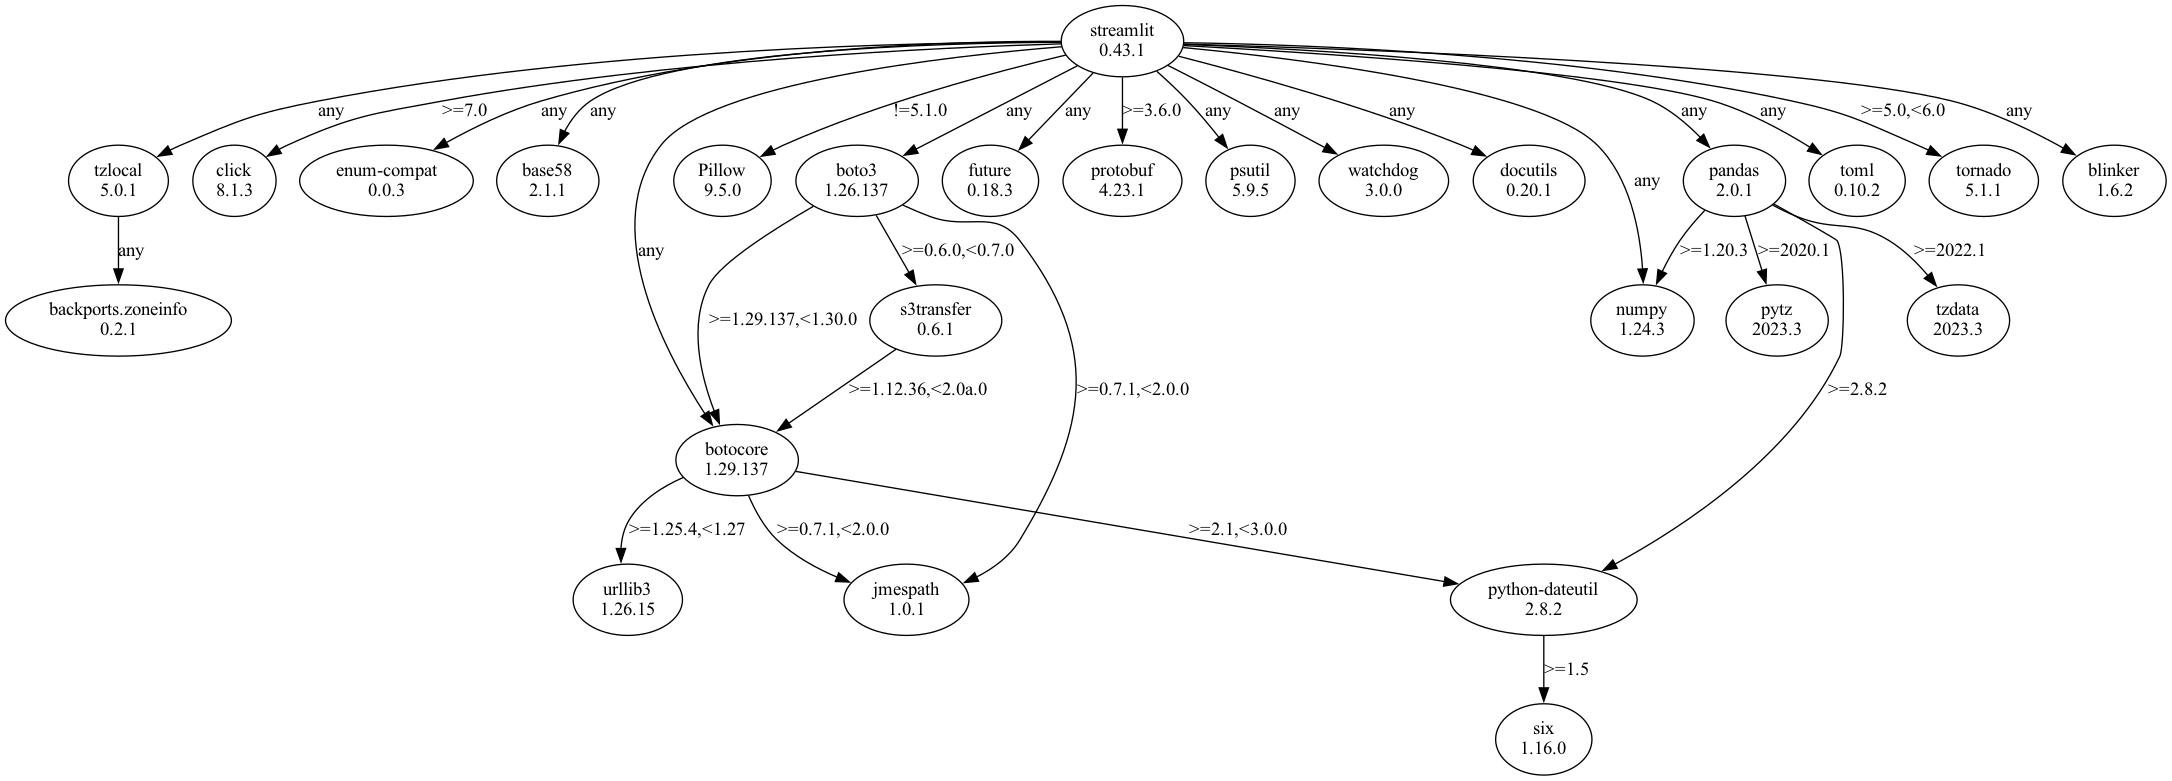 streamlit
0.43.1
any
>=7.0
any
any
!=5.1.0
any
any
>=3.6.0
any
any
any
any
any
>=5.0,<6.0
any
tzlocal
5.0.1
click
8.1.3
enum-compat
0.0.3
base58
2.1.1
Pillow
9.5.0
boto3
1.26.137
future
0.18.3
protobuf
4.23.1
psutil
5.9.5
watchdog
3.0.0
docutils
0.20.1
any
pandas
2.0.1
toml
0.10.2
tornado
5.1.1
blinker
1.6.2
any
any
>=0.6.0,<0.7.0
>=1.20.3
>=2020.1
>=2022.1
backports.zoneinfo
0.2.1
>=1.29.137,<1.30.0
s3transfer
0.6.1
numpy
1.24.3
pytz
2023.3
tzdata
2023.3
>=1.12.36,<2.0a.0
>=0.7.1,<2.0.0
>=2.8.2
botocore
1.29.137
>=1.25.4,<1.27
>=0.7.1,<2.0.0
>=2.1,<3.0.0
urllib3
1.26.15
jmespath
1.0.1
python-dateutil
2.8.2
>=1.5
six
1.16.0